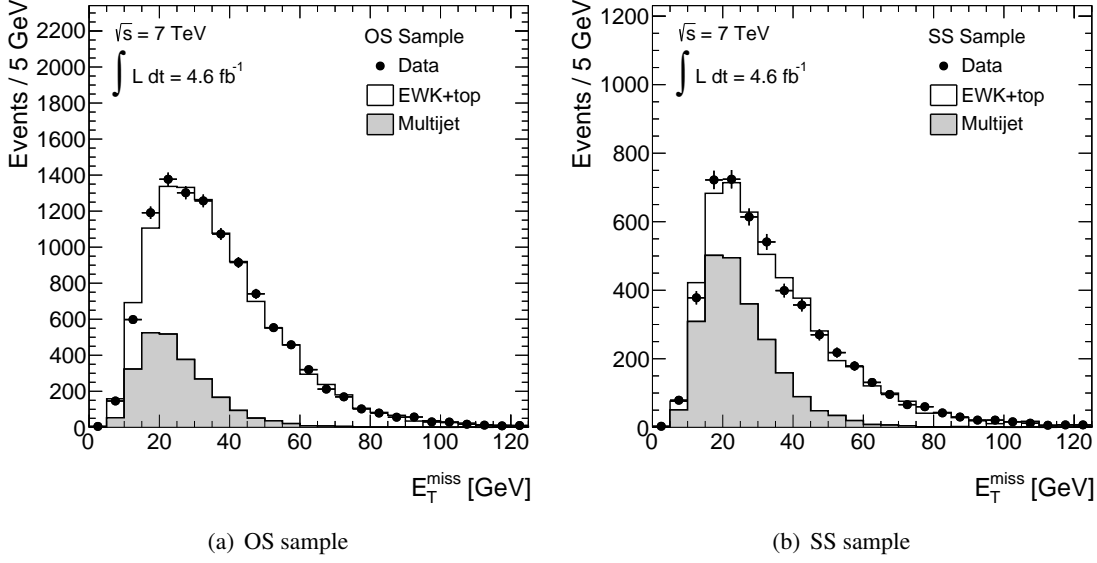 Events / 5 GeV
2200
2000
1800
1600
1400
1200
1000
800
600
400
200
0
√s = 7 TeV
∫ L dt = 4.6 fb⁻¹
OS Sample
Data
EWK+top
Multijet
0 20 40 60 80 100 120
E_T^miss [GeV]
(a) OS sample
Events / 5 GeV
1200
1000
800
600
400
200
0
√s = 7 TeV
∫ L dt = 4.6 fb⁻¹
SS Sample
Data
EWK+top
Multijet
0 20 40 60 80 100 120
E_T^miss [GeV]
(b) SS sample